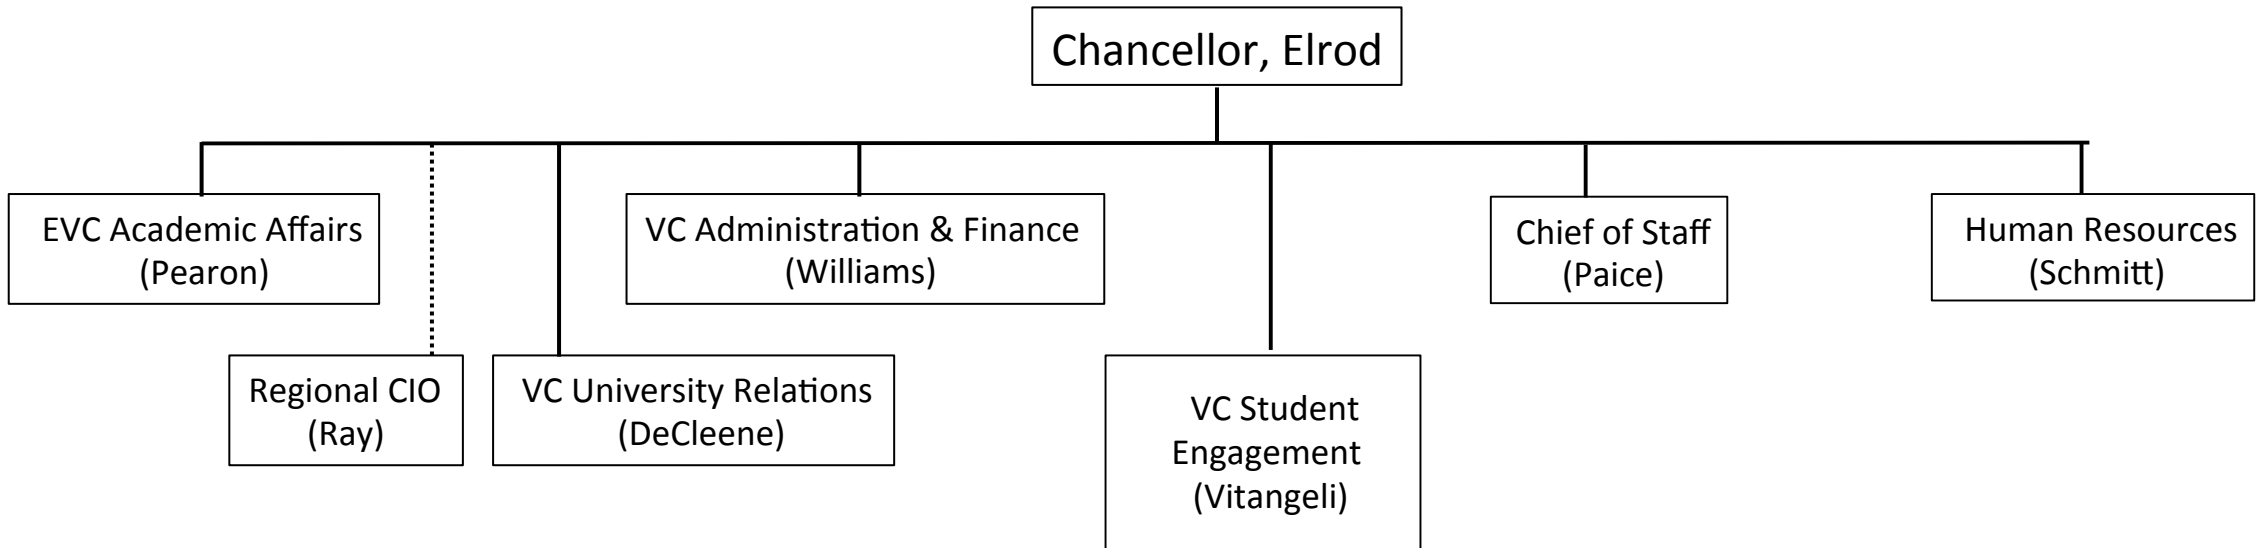 Chancellor, Elrod
EVC Academic Affairs
(Pearon)
VC Administration & Finance
(Williams)
Chief of Staff
(Paice)
Human Resources
(Schmitt)
Regional CIO
(Ray)
VC University Relations
(DeCleene)
VC Student
Engagement
(Vitangeli)